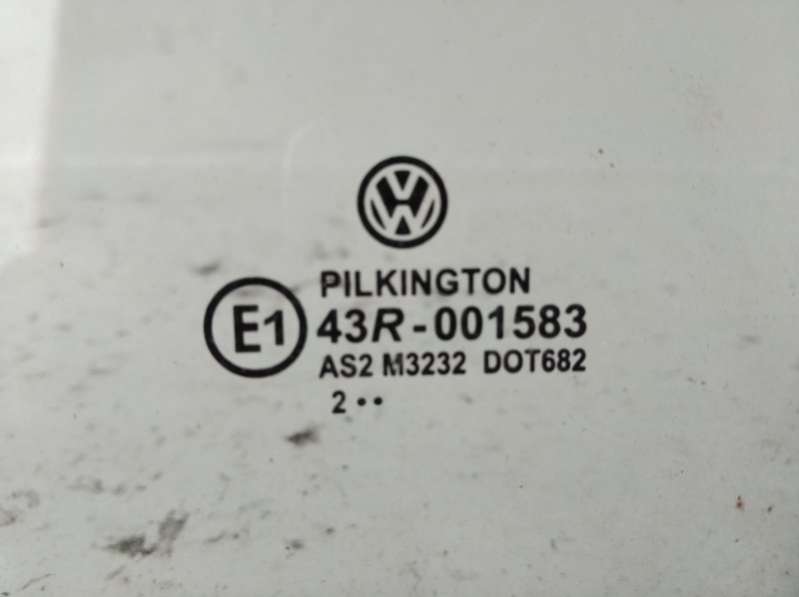 PILKINGTON
E1 43R-001583
AS2 M3232 DOT682
2 ••